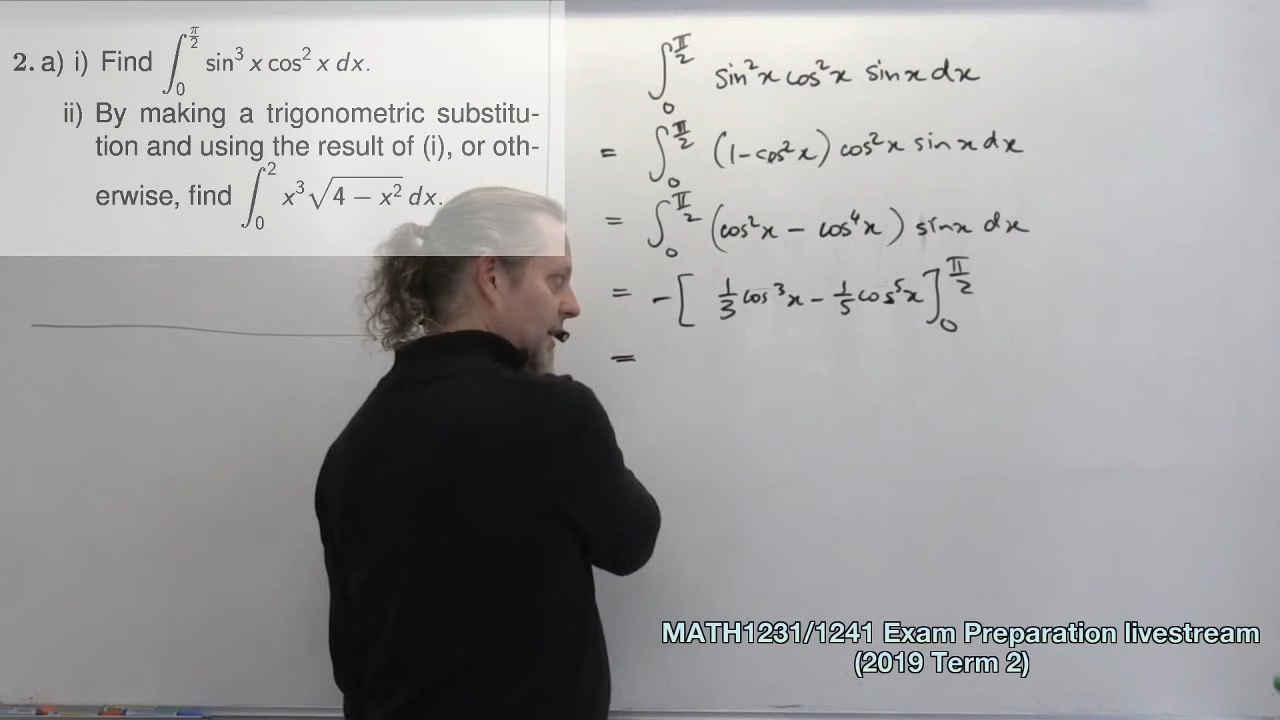 2. a) i) Find ∫₀^{π/2} sin³ x cos² x dx.
ii) By making a trigonometric substitu-
tion and using the result of (i), or oth-
erwise, find ∫₀² x³ √(4 − x²) dx.
∫₀^{π/2} sin²x cos²x sin x dx
= ∫₀^{π/2} (1-cos²x) cos²x sin x dx
= ∫₀^{π/2} (cos²x − cos⁴x) sin x dx
= −[ 1/3 cos³x − 1/5 cos⁵x ]₀^{π/2}
=
MATH1231/1241 Exam Preparation livestream
(2019 Term 2)